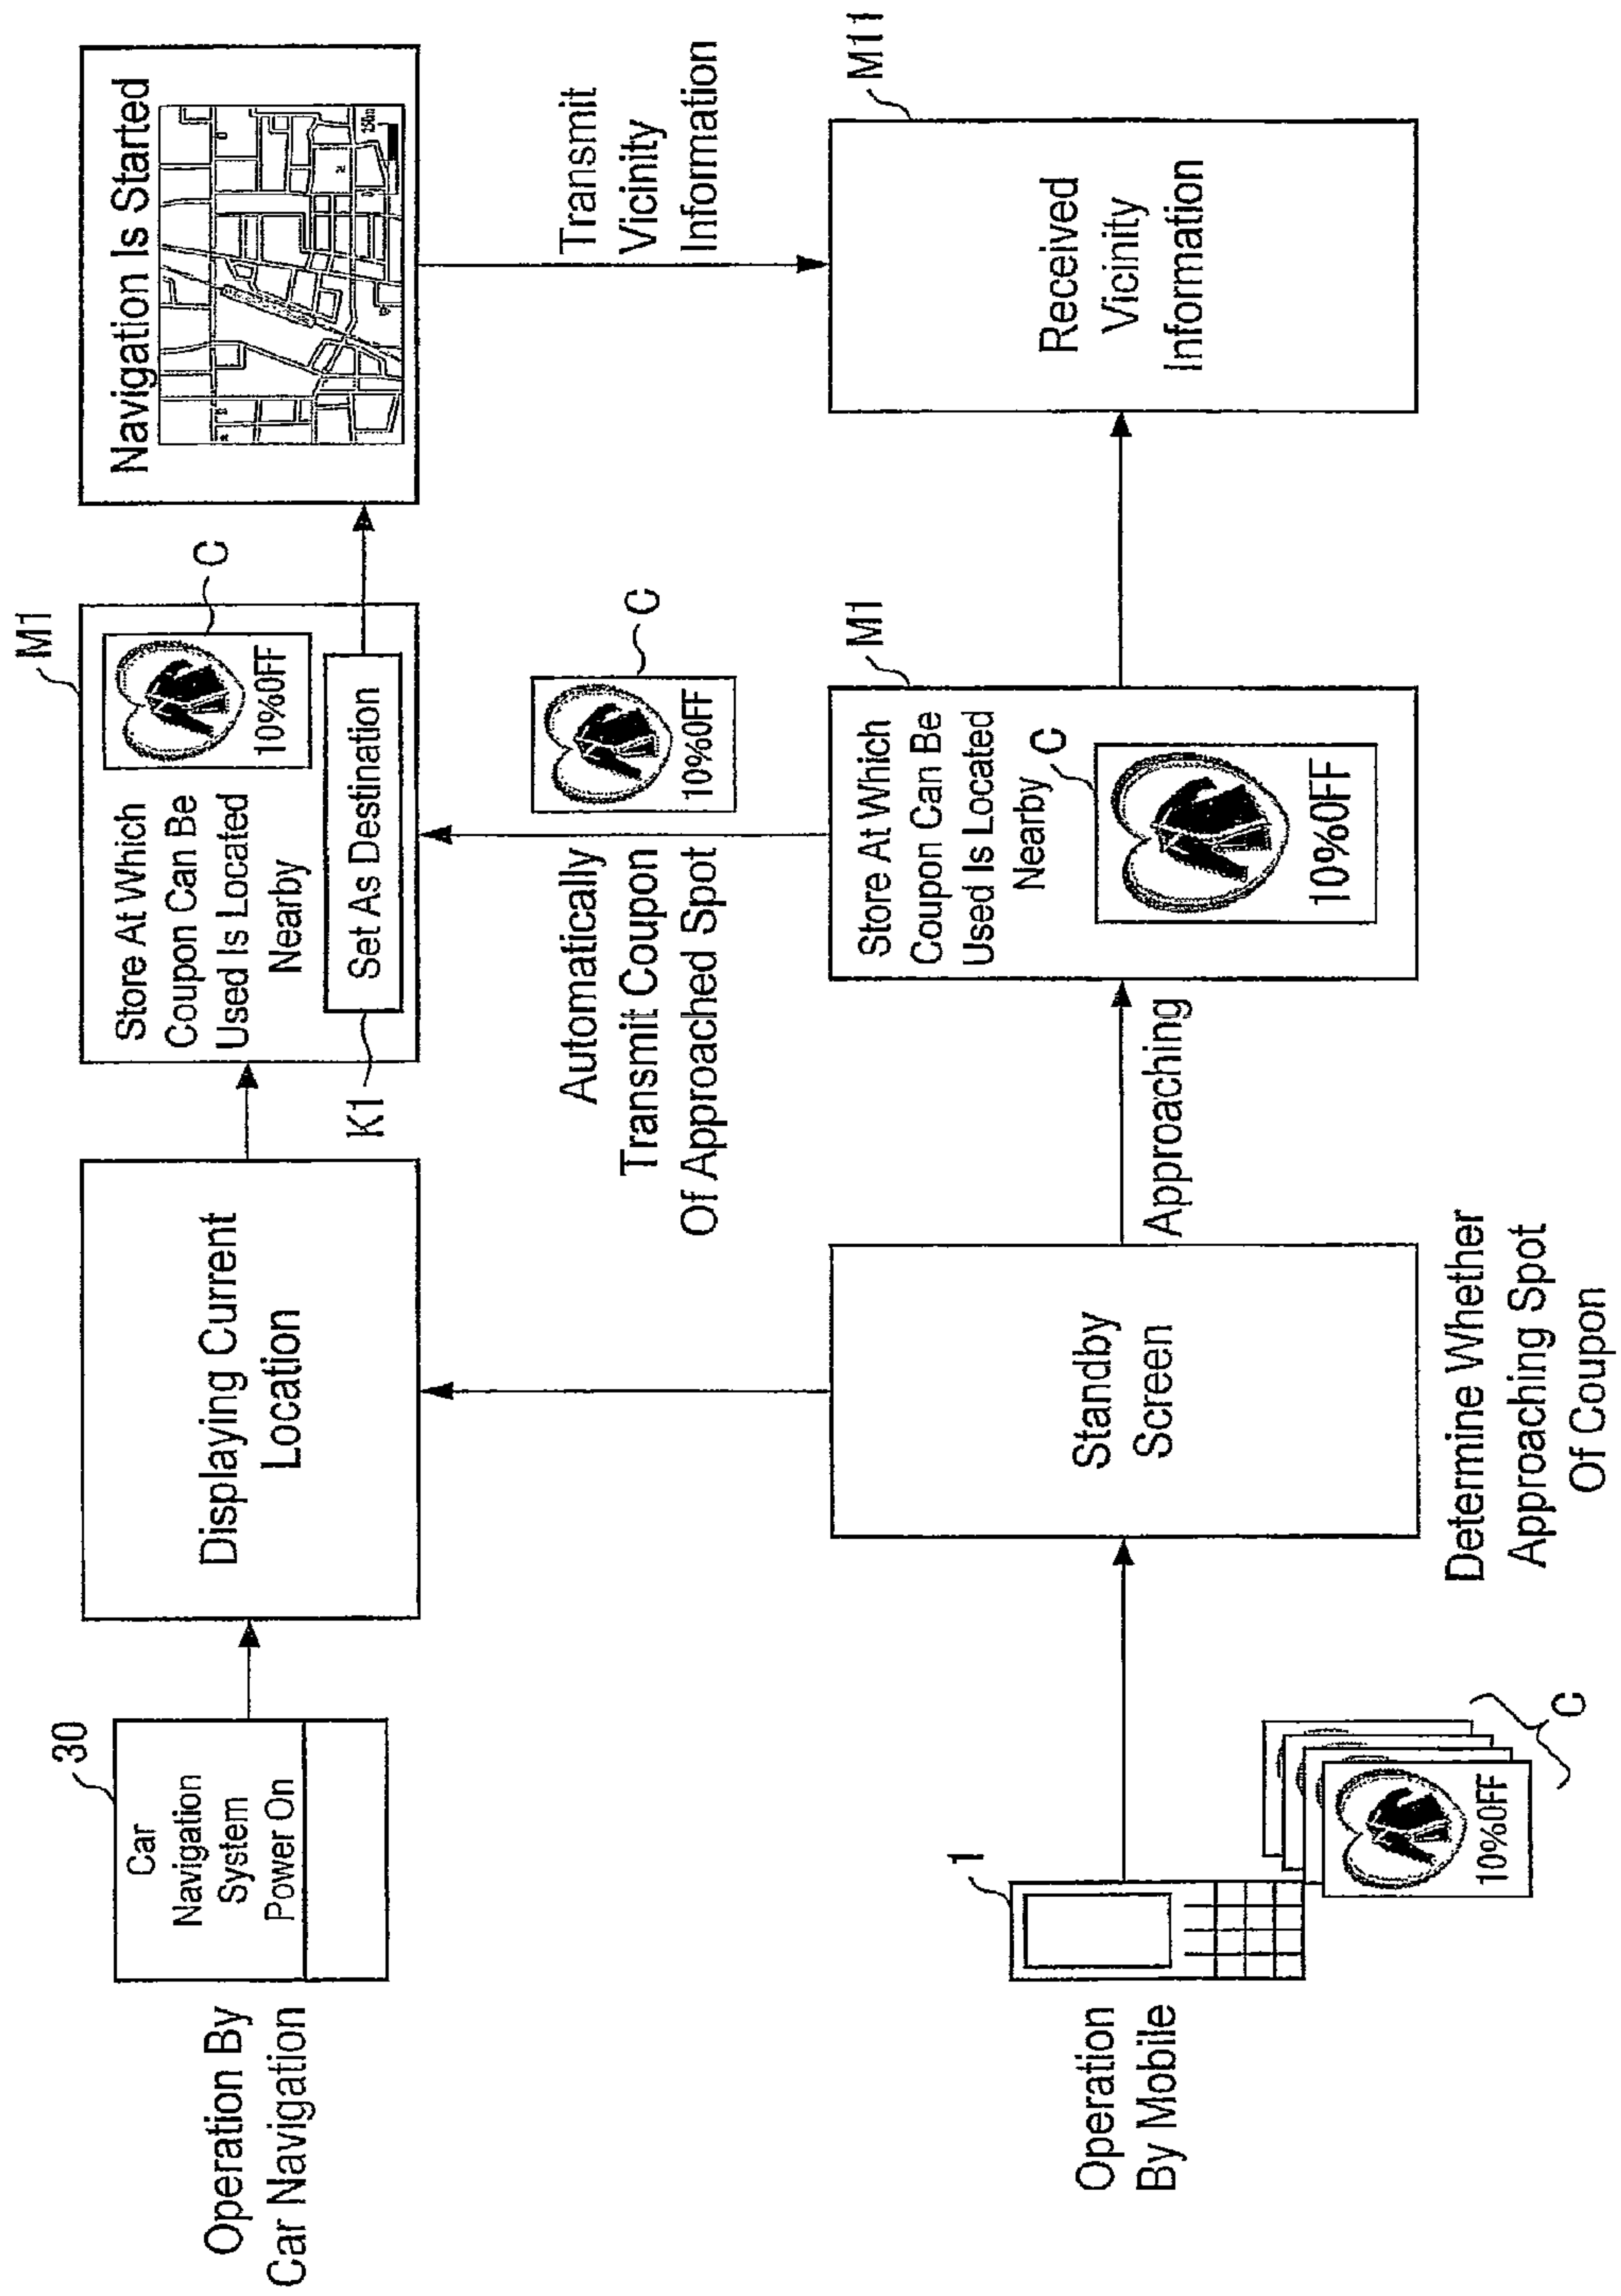 Operation By
Car Navigation
30
Car
Navigation
System
Power On
Displaying Current
Location
M1
Store At Which
Coupon Can Be
Used Is Located
Nearby
C
10%OFF
Set As Destination
K1
Navigation Is Started
250m
Automatically
Transmit Coupon
Of Approached Spot
C
10%OFF
Transmit
Vicinity
Information
Operation
By Mobile
1
C
10%OFF
Standby
Screen
Determine Whether
Approaching Spot
Of Coupon
Approaching
M1
Store At Which
Coupon Can Be
Used Is Located
Nearby
C
10%OFF
M11
Received
Vicinity
Information